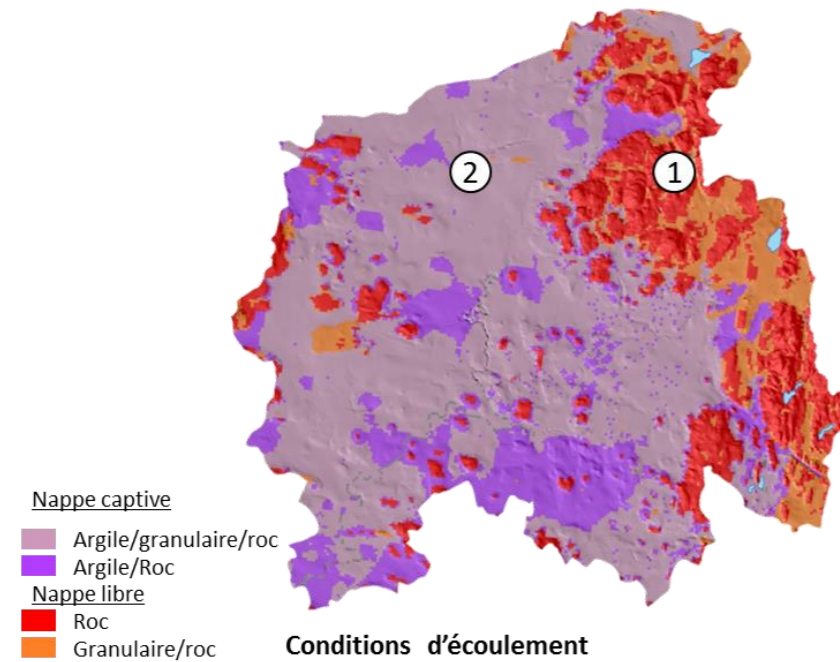 2
1
Nappe captive
Argile/granulaire/roc
Argile/Roc
Nappe libre
Roc
Granulaire/roc
Conditions d'écoulement